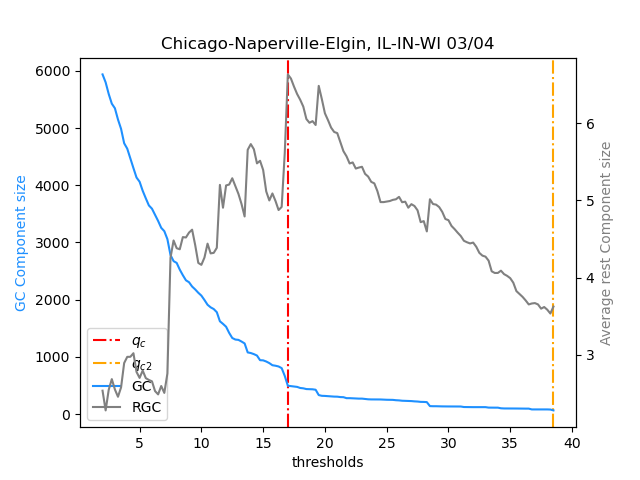 Chicago-Naperville-Elgin, IL-IN-WI 03/04
6000
5000
4000
3000
2000
1000
0
GC Component size
6
5
4
3
Average rest Component size
q_c
q_c2
GC
RGC
5 10 15 20 25 30 35 40
thresholds